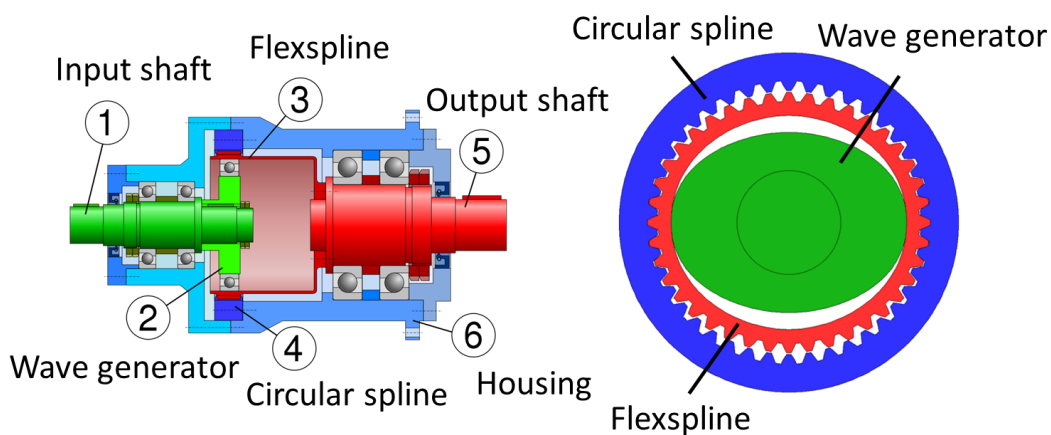 Flexspline
Input shaft
3
Output shaft
1
5
2
4
6
Wave generator
Circular spline
Housing
Circular spline
Wave generator
Flexspline